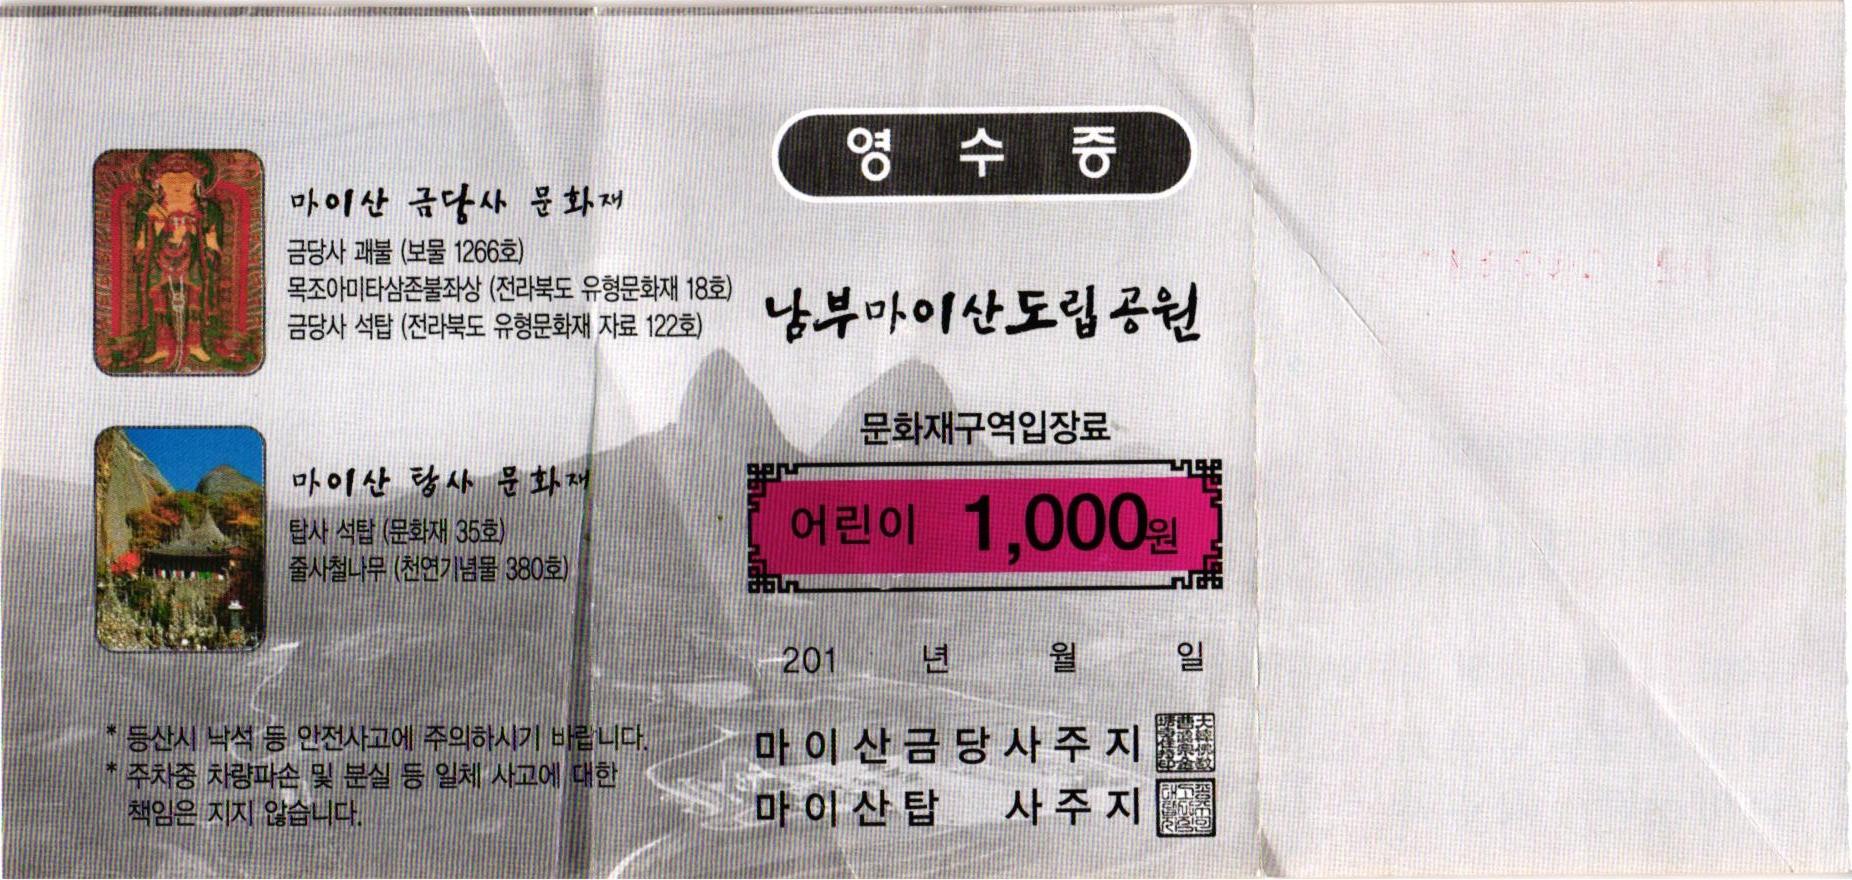 마이산 금당사 문화재
금당사 괘불 (보물 1266호)
목조아미타삼존불좌상 (전라북도 유형문화재 18호)
금당사 석탑 (전라북도 유형문화재 자료 122호)
마이산 탑사 문화재
탑사 석탑 (문화재 35호)
줄사철나무 (천연기념물 380호)
* 등산시 낙석 등 안전사고에 주의하시기 바랍니다.
* 주차중 차량파손 및 분실 등 일체 사고에 대한
책임은 지지 않습니다.
영 수 증
남부마이산도립공원
문화재구역입장료
어린이 1,000원
201 년 월 일
마이산금당사주지
마이산탑 사주지